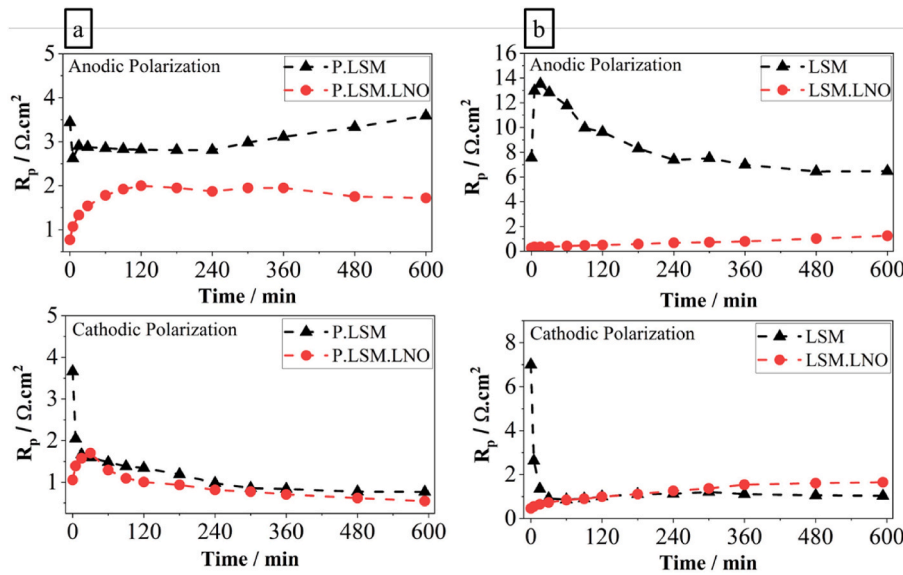 a
Anodic Polarization
P.LSM
P.LSM.LNO
Rp / Ω.cm2
5
4
3
2
1
0 120 240 360 480 600
Time / min
b
Anodic Polarization
LSM
P.LSM.LNO
Rp / Ω.cm2
16
14
12
10
8
6
4
2
0
0 120 240 360 480 600
Time / min
Cathodic Polarization
P.LSM
P.LSM.LNO
Rp / Ω.cm2
5
4
3
2
1
0
0 120 240 360 480 600
Time / min
Cathodic Polarization
LSM
LSM.LNO
Rp / Ω.cm2
8
6
4
2
0
0 120 240 360 480 600
Time / min